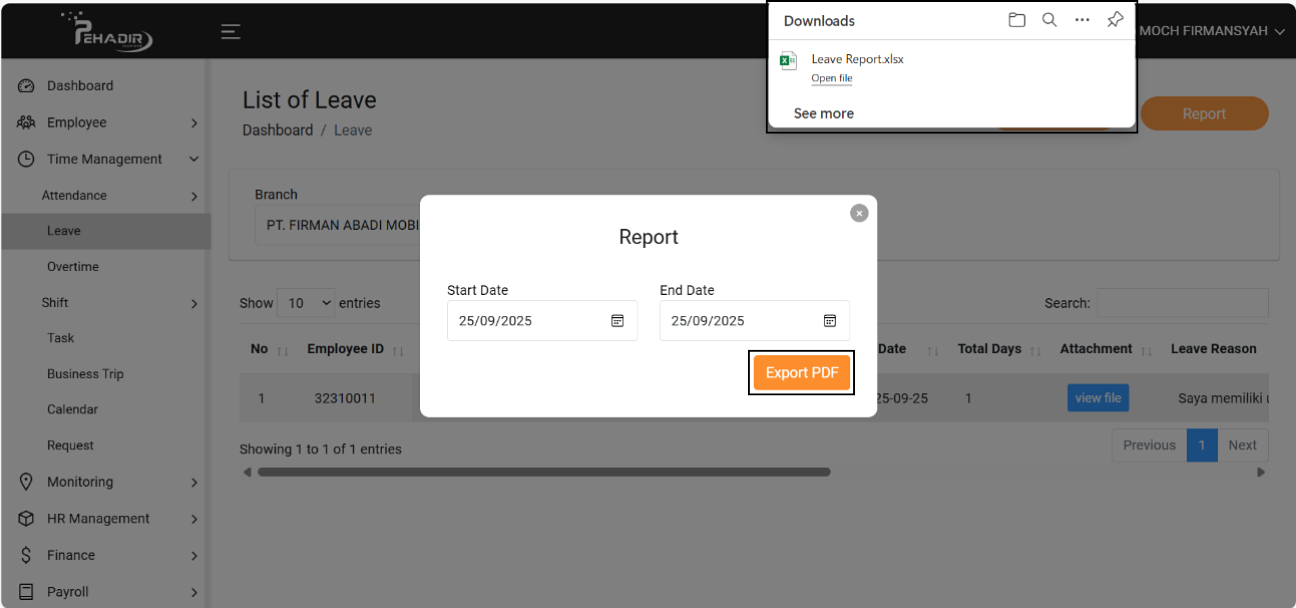 PEHADIR
Downloads
MOCH FIRMANSYAH
Leave Report.xlsx
Open file
See more
Dashboard
Employee
Time Management
Attendance
Leave
Overtime
Shift
Task
Business Trip
Calendar
Request
Monitoring
HR Management
Finance
Payroll
List of Leave
Dashboard / Leave
Report
Branch
PT. FIRMAN ABADI MOBI
Report
Start Date End Date
25/09/2025 25/09/2025
Export PDF
Show 10 entries
Search:
No Employee ID Date Total Days Attachment Leave Reason
1 32310011 25-09-25 1 view file Saya memiliki
Showing 1 to 1 of 1 entries
Previous 1 Next